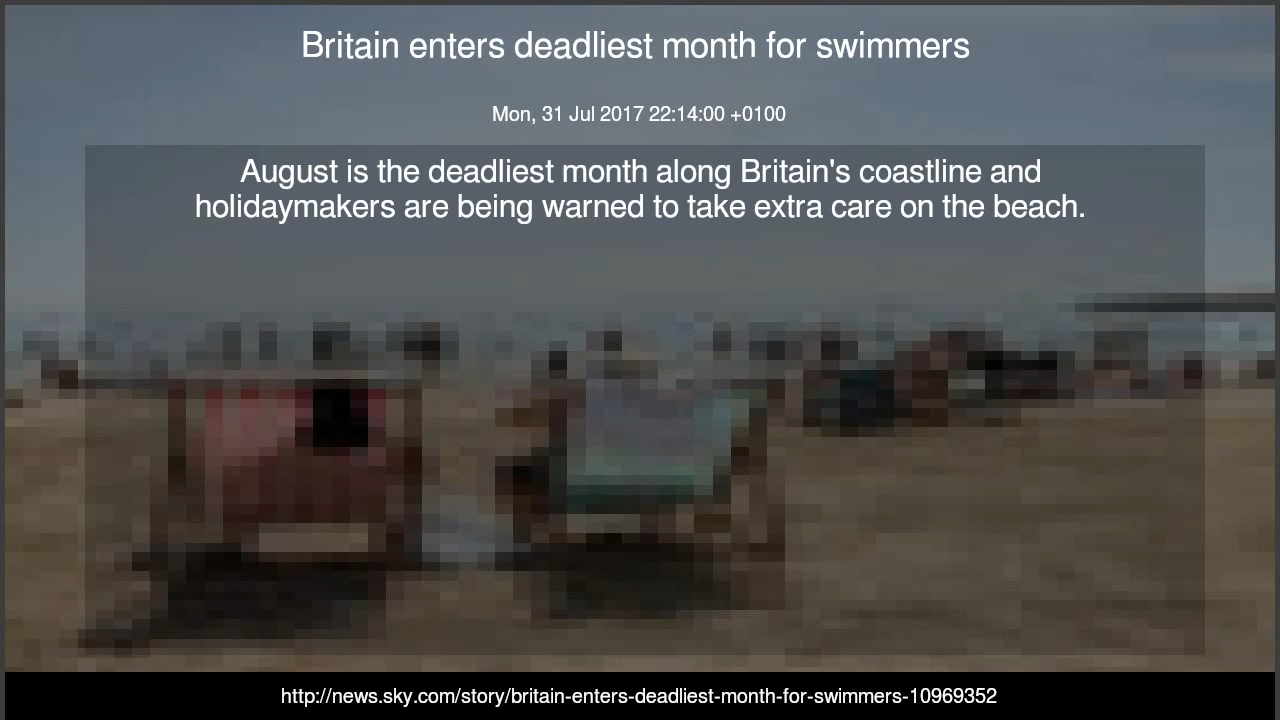 Britain enters deadliest month for swimmers
Mon, 31 Jul 2017 22:14:00 +0100
August is the deadliest month along Britain's coastline and
holidaymakers are being warned to take extra care on the beach.
http://news.sky.com/story/britain-enters-deadliest-month-for-swimmers-10969352